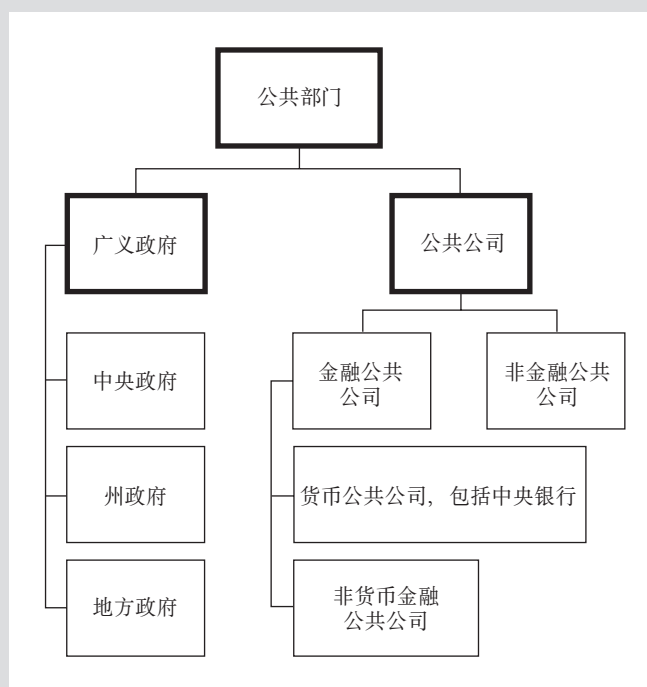 公共部门
广义政府
公共公司
中央政府
金融公共
公司
非金融公共
公司
州政府
货币公共公司，包括中央银行
地方政府
非货币金融
公共公司